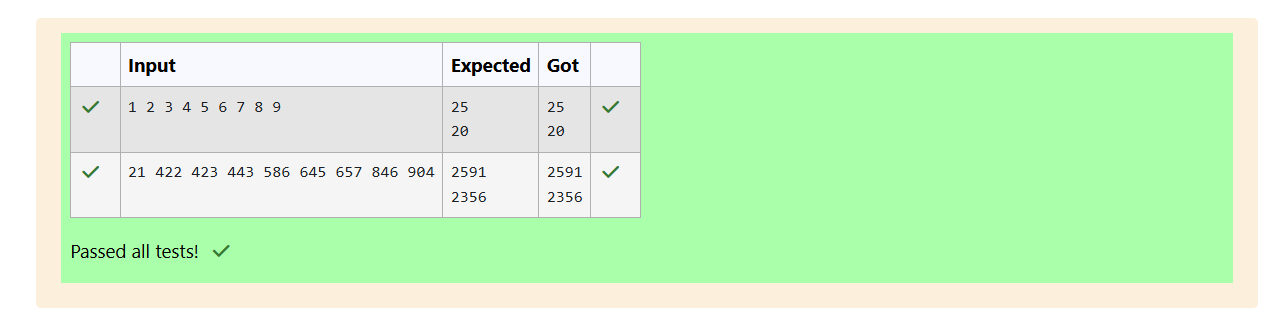 Input Expected Got
1 2 3 4 5 6 7 8 9 25 25
20 20
21 422 423 443 586 645 657 846 904 2591 2591
2356 2356
Passed all tests!